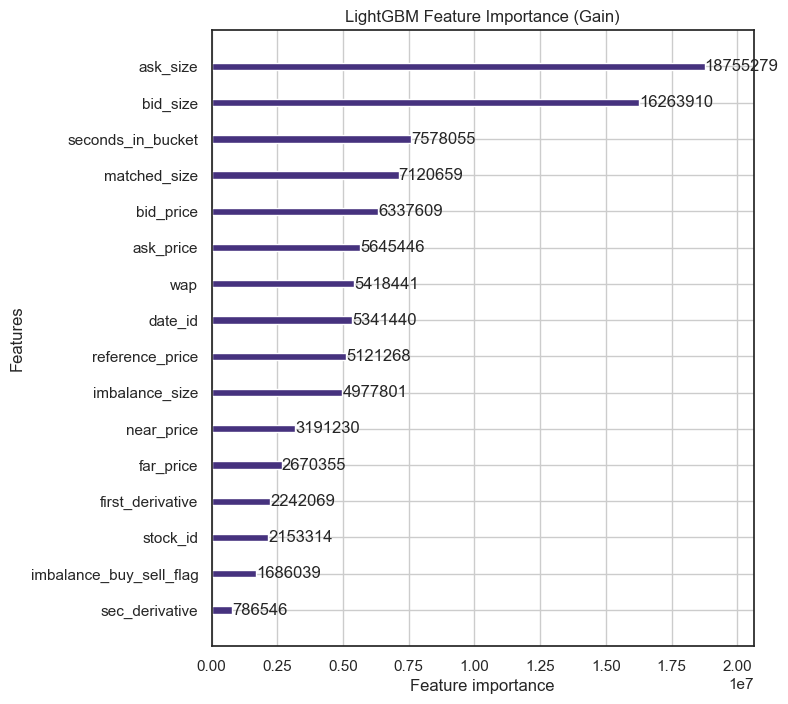 LightGBM Feature Importance (Gain)
Features
ask_size 18755279
bid_size 16263910
seconds_in_bucket 7578055
matched_size 7120659
bid_price 6337609
ask_price 5645446
wap 5418441
date_id 5341440
reference_price 5121268
imbalance_size 4977801
near_price 3191230
far_price 2670355
first_derivative 2242069
stock_id 2153314
imbalance_buy_sell_flag 1686039
sec_derivative 786546
0.00 0.25 0.50 0.75 1.00 1.25 1.50 1.75 2.00
1e7
Feature importance